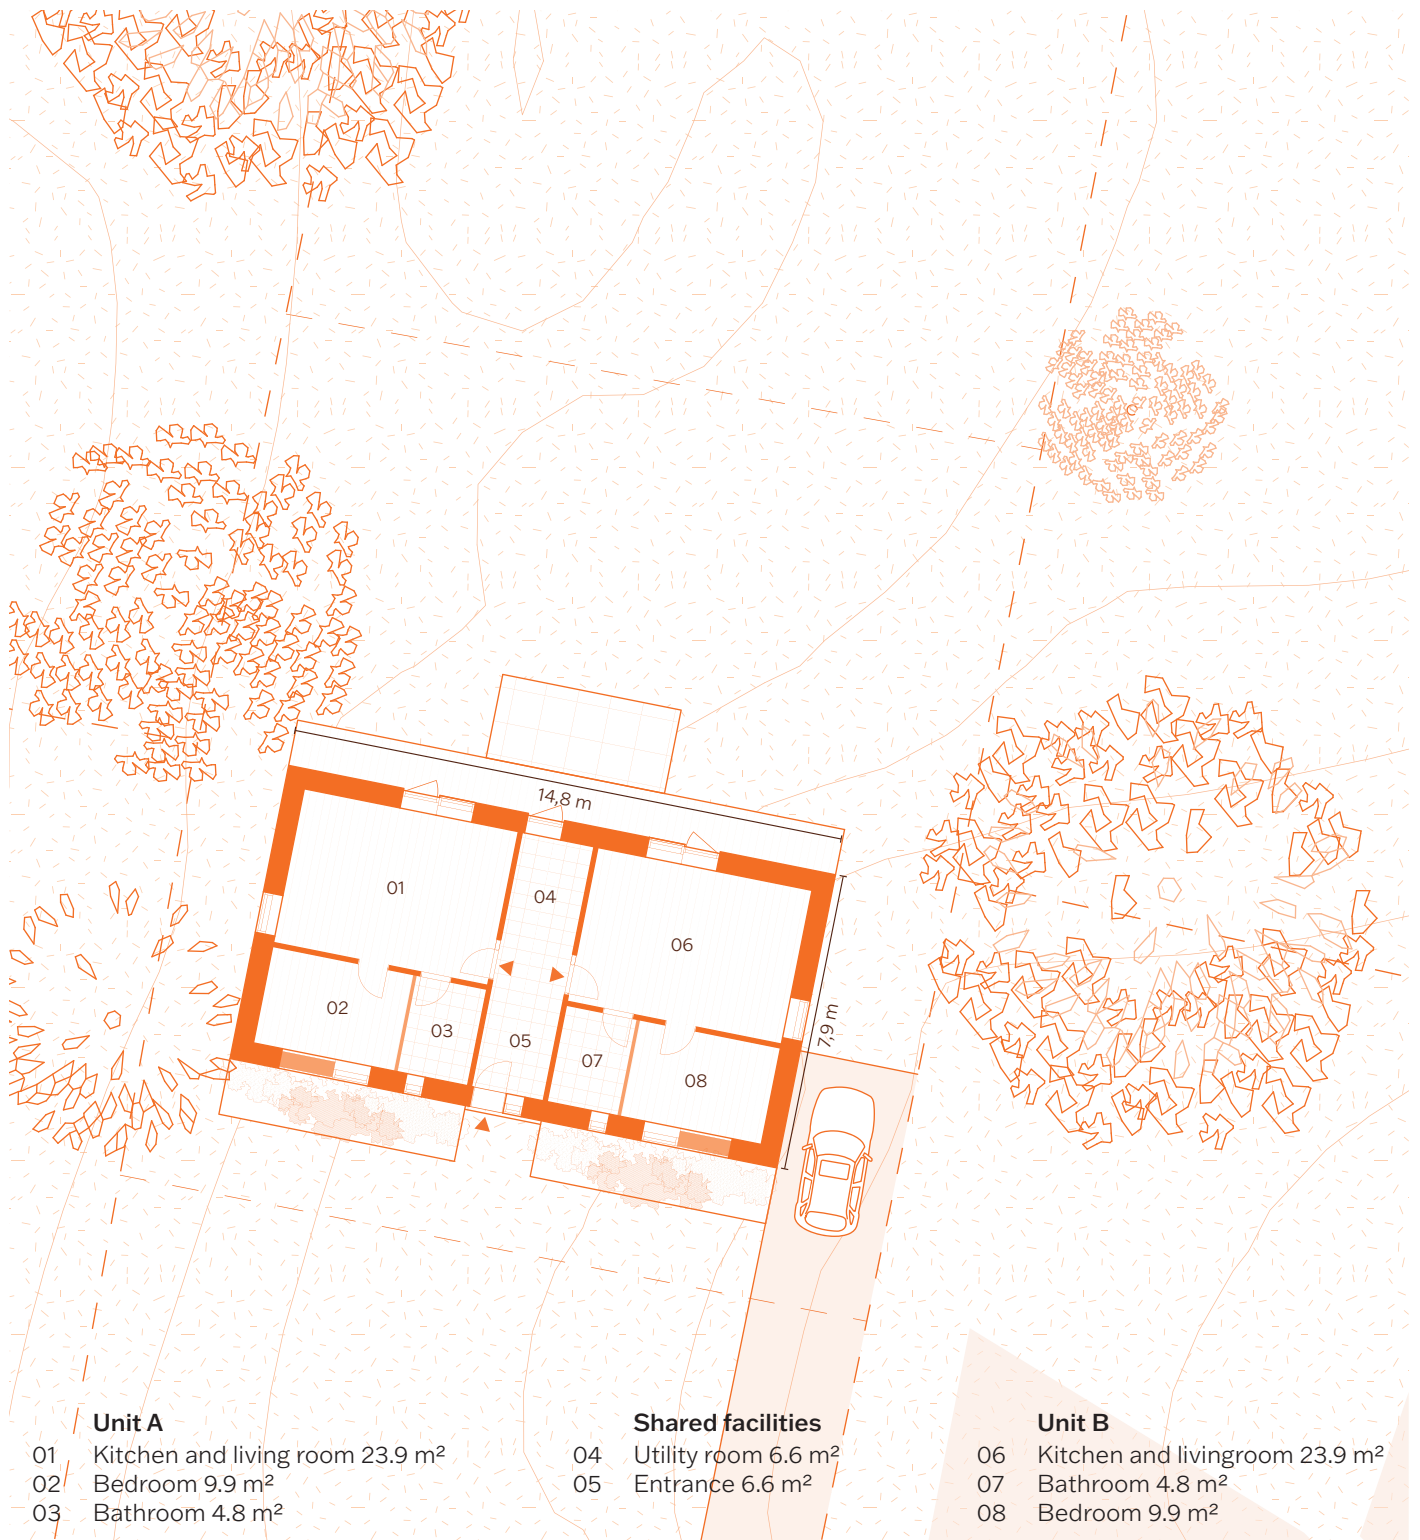 14,8 m
01
04
06
02
03
05
07
08
7,9 m
Unit A
01 Kitchen and living room 23.9 m²
02 Bedroom 9.9 m²
03 Bathroom 4.8 m²
Shared facilities
04 Utility room 6.6 m²
05 Entrance 6.6 m²
Unit B
06 Kitchen and livingroom 23.9 m²
07 Bathroom 4.8 m²
08 Bedroom 9.9 m²